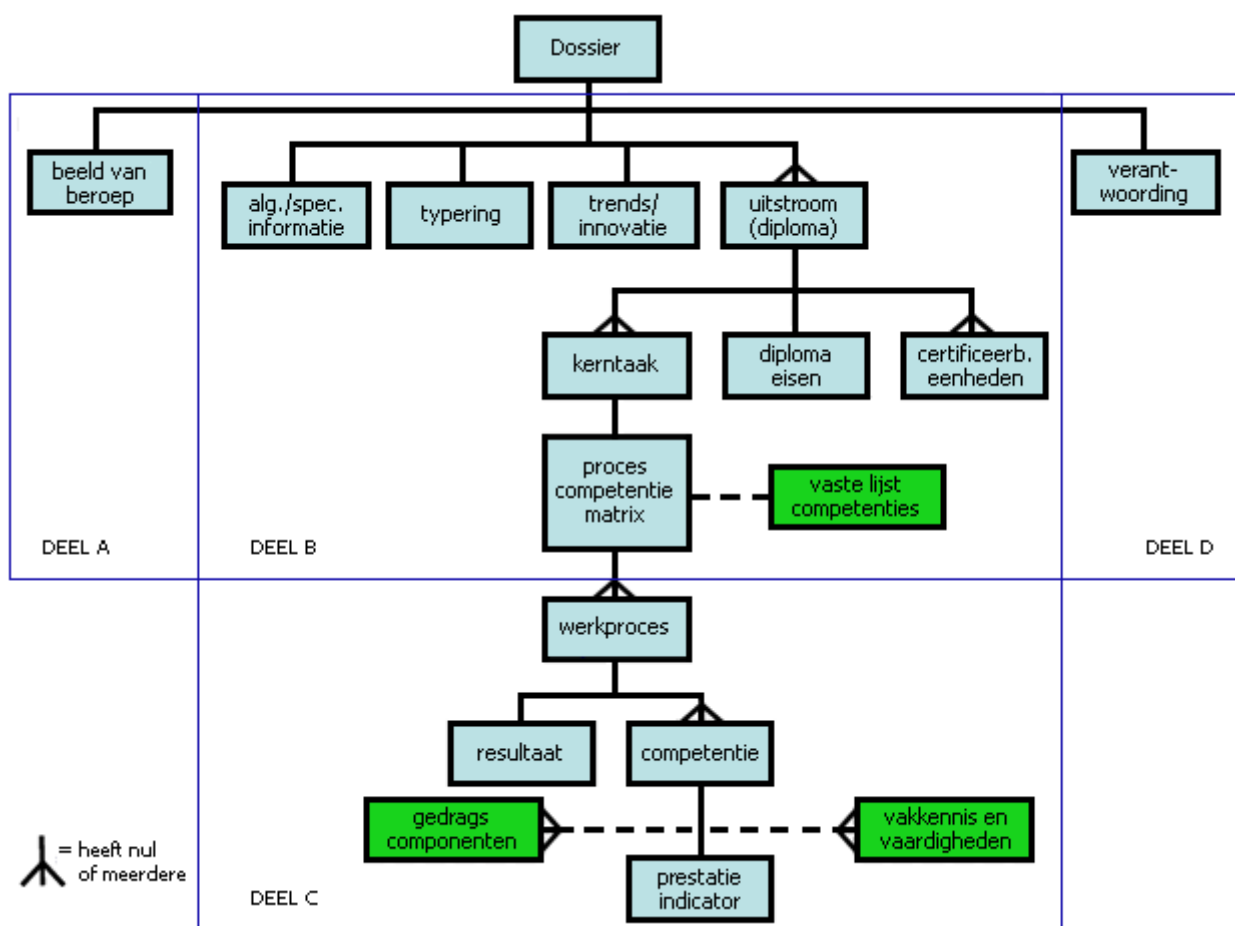 Dossier
beeld van
beroep
alg./spec.
informatie
typering
trends/
innovatie
uitstroom
(diploma)
verant-
woording
kerntaak
diploma
eisen
certificeerb.
eenheden
proces
competentie
matrix
vaste lijst
competenties
DEEL A
DEEL B
DEEL D
werkproces
resultaat
competentie
gedrags
componenten
vakkennis en
vaardigheden
= heeft nul
of meerdere
prestatie
indicator
DEEL C